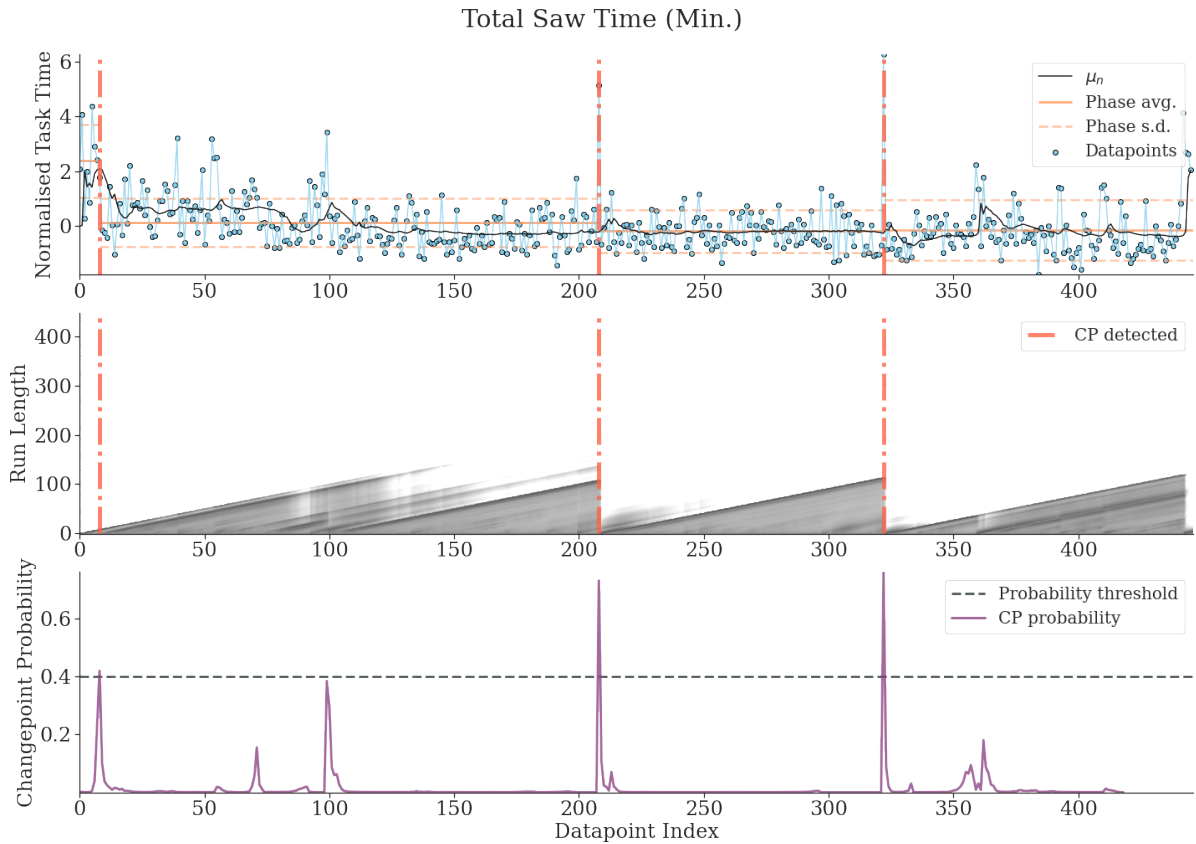 Total Saw Time (Min.)
Normalised Task Time
6
4
2
0
μn
Phase avg.
Phase s.d.
Datapoints
0 50 100 150 200 250 300 350 400
Run Length
400
300
200
100
0
CP detected
0 50 100 150 200 250 300 350 400
Changepoint Probability
0.6
0.4
0.2
Probability threshold
CP probability
0 50 100 150 200 250 300 350 400
Datapoint Index